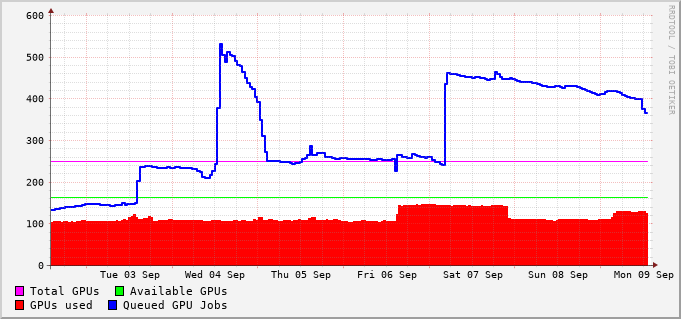 RRDTOOL / TOBI OETIKER
600
500
400
300
200
100
0
Tue 03 Sep Wed 04 Sep Thu 05 Sep Fri 06 Sep Sat 07 Sep Sun 08 Sep Mon 09 Sep
Total GPUs Available GPUs
GPUs used Queued GPU Jobs